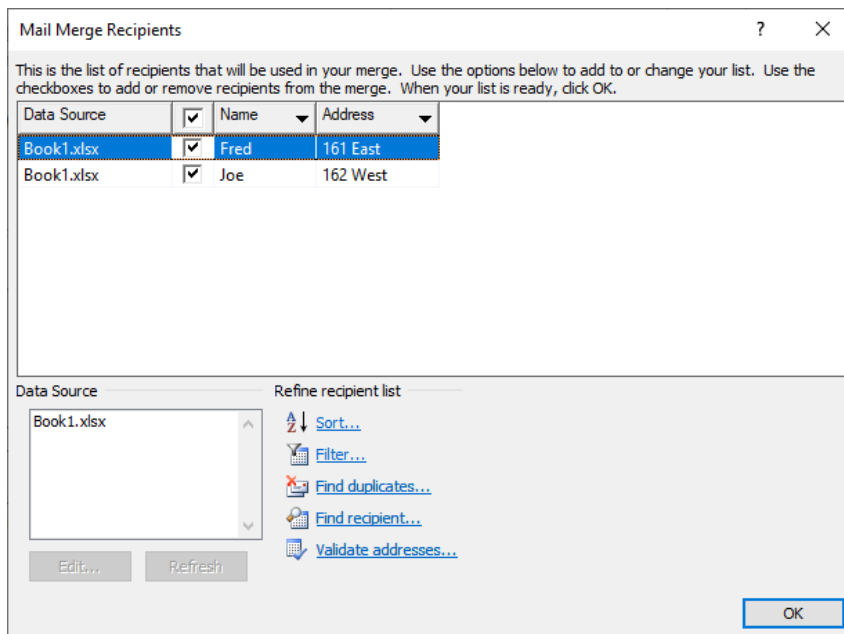 Mail Merge Recipients
This is the list of recipients that will be used in your merge.  Use the options below to add to or change your list.  Use the
checkboxes to add or remove recipients from the merge.  When your list is ready, click OK.
Data Source Name Address
Book1.xlsx Fred 161 East
Book1.xlsx Joe 162 West
Data Source
Book1.xlsx
Edit... Refresh
Refine recipient list
Sort...
Filter...
Find duplicates...
Find recipient...
Validate addresses...
OK